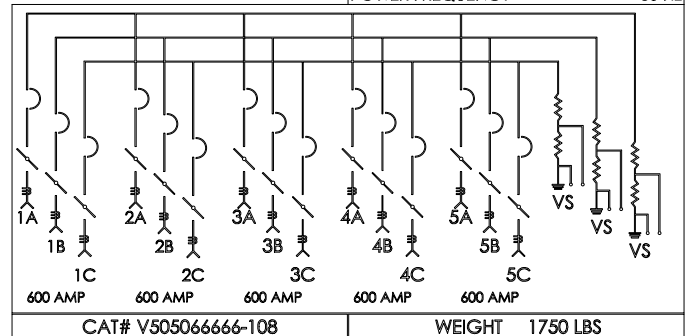 1A 2A 3A 4A 5A VS
1B 2B 3B 4B 5B VS
1C 2C 3C 4C 5C VS
600 AMP 600 AMP 600 AMP 600 AMP 600 AMP
CAT# V505066666-108 WEIGHT 1750 LBS